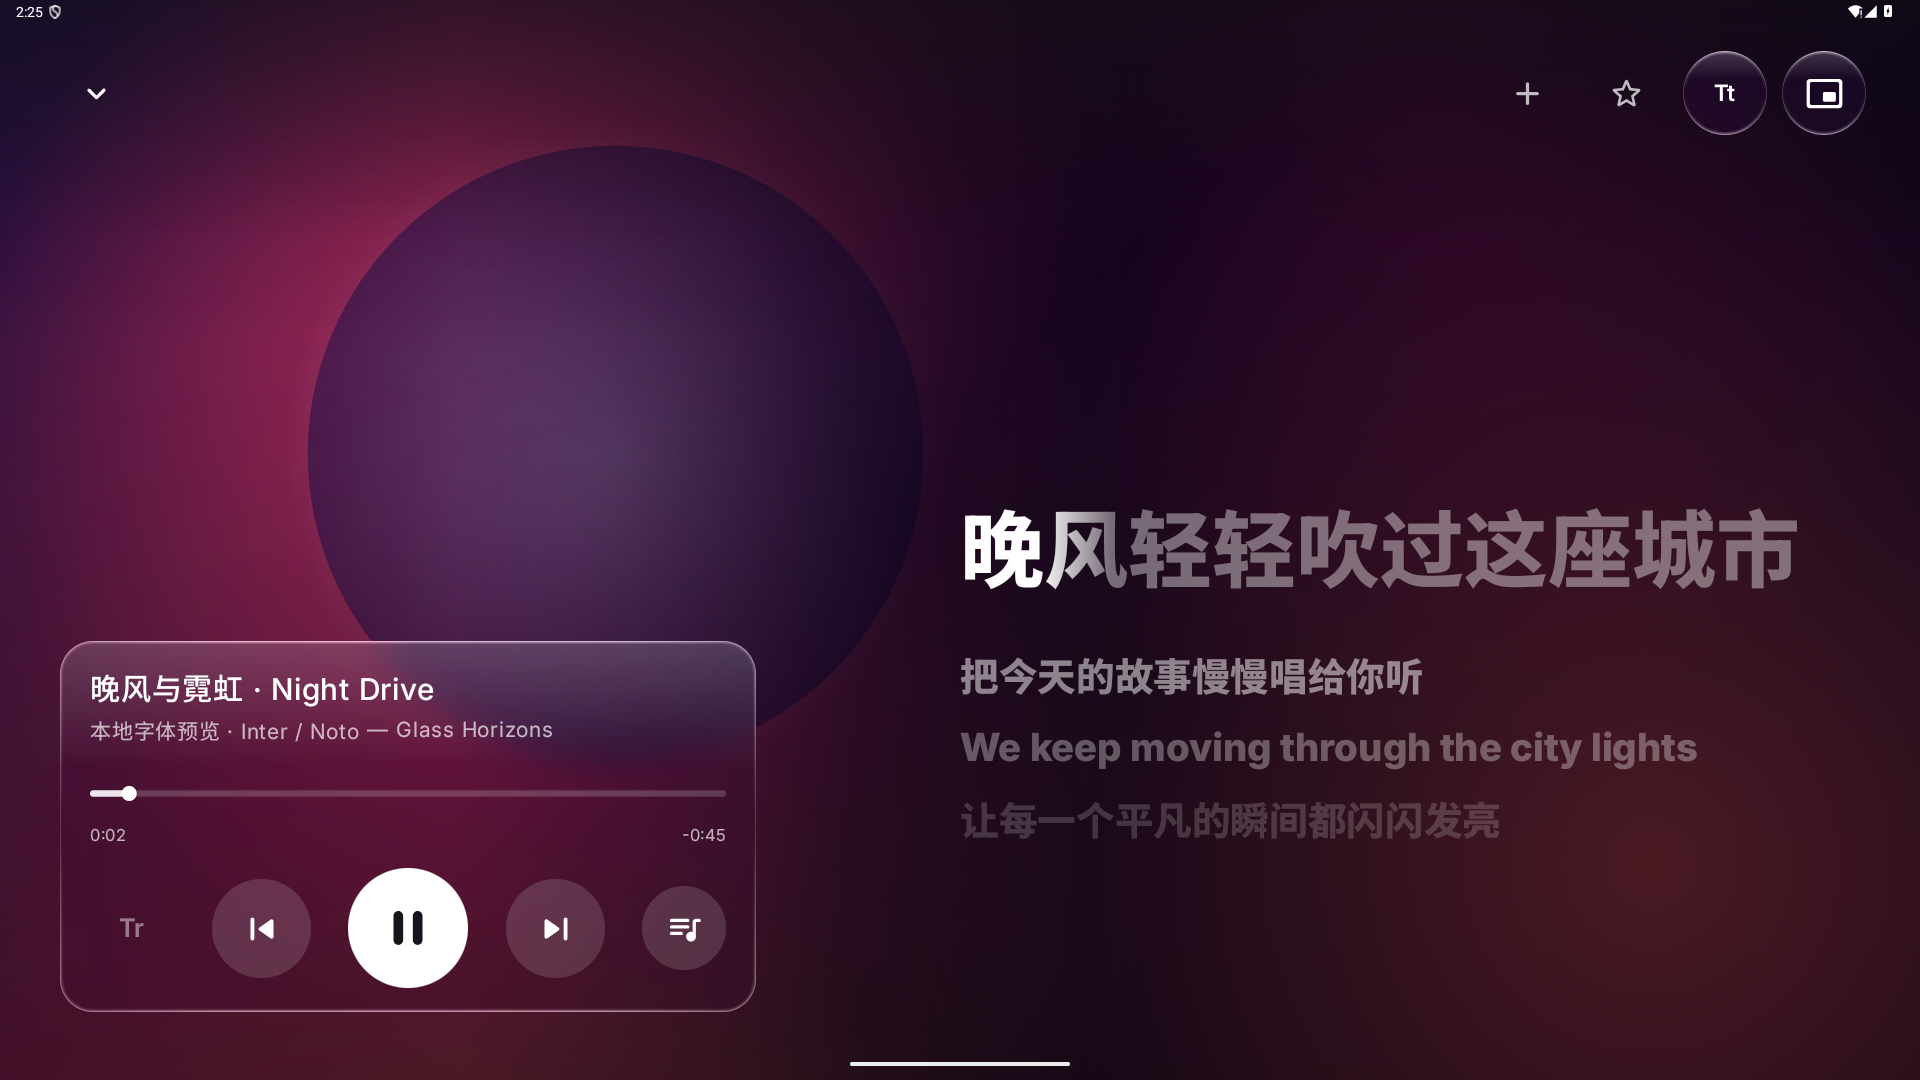 2:25
Tt
晚风轻轻吹过这座城市
把今天的故事慢慢唱给你听
We keep moving through the city lights
让每一个平凡的瞬间都闪闪发亮
晚风与霓虹 · Night Drive
本地字体预览 · Inter / Noto — Glass Horizons
0:02
-0:45
Tr